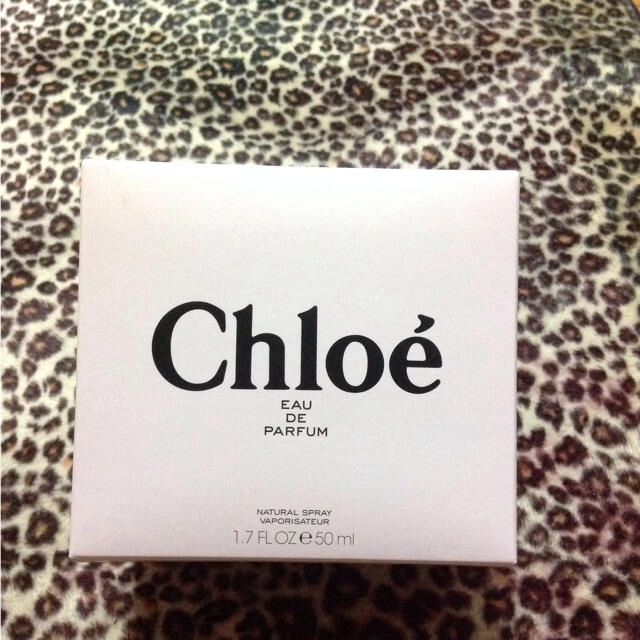 Chloé
EAU
DE
PARFUM
NATURAL SPRAY
VAPORISATEUR
1.7 FL OZ ℮ 50 ml